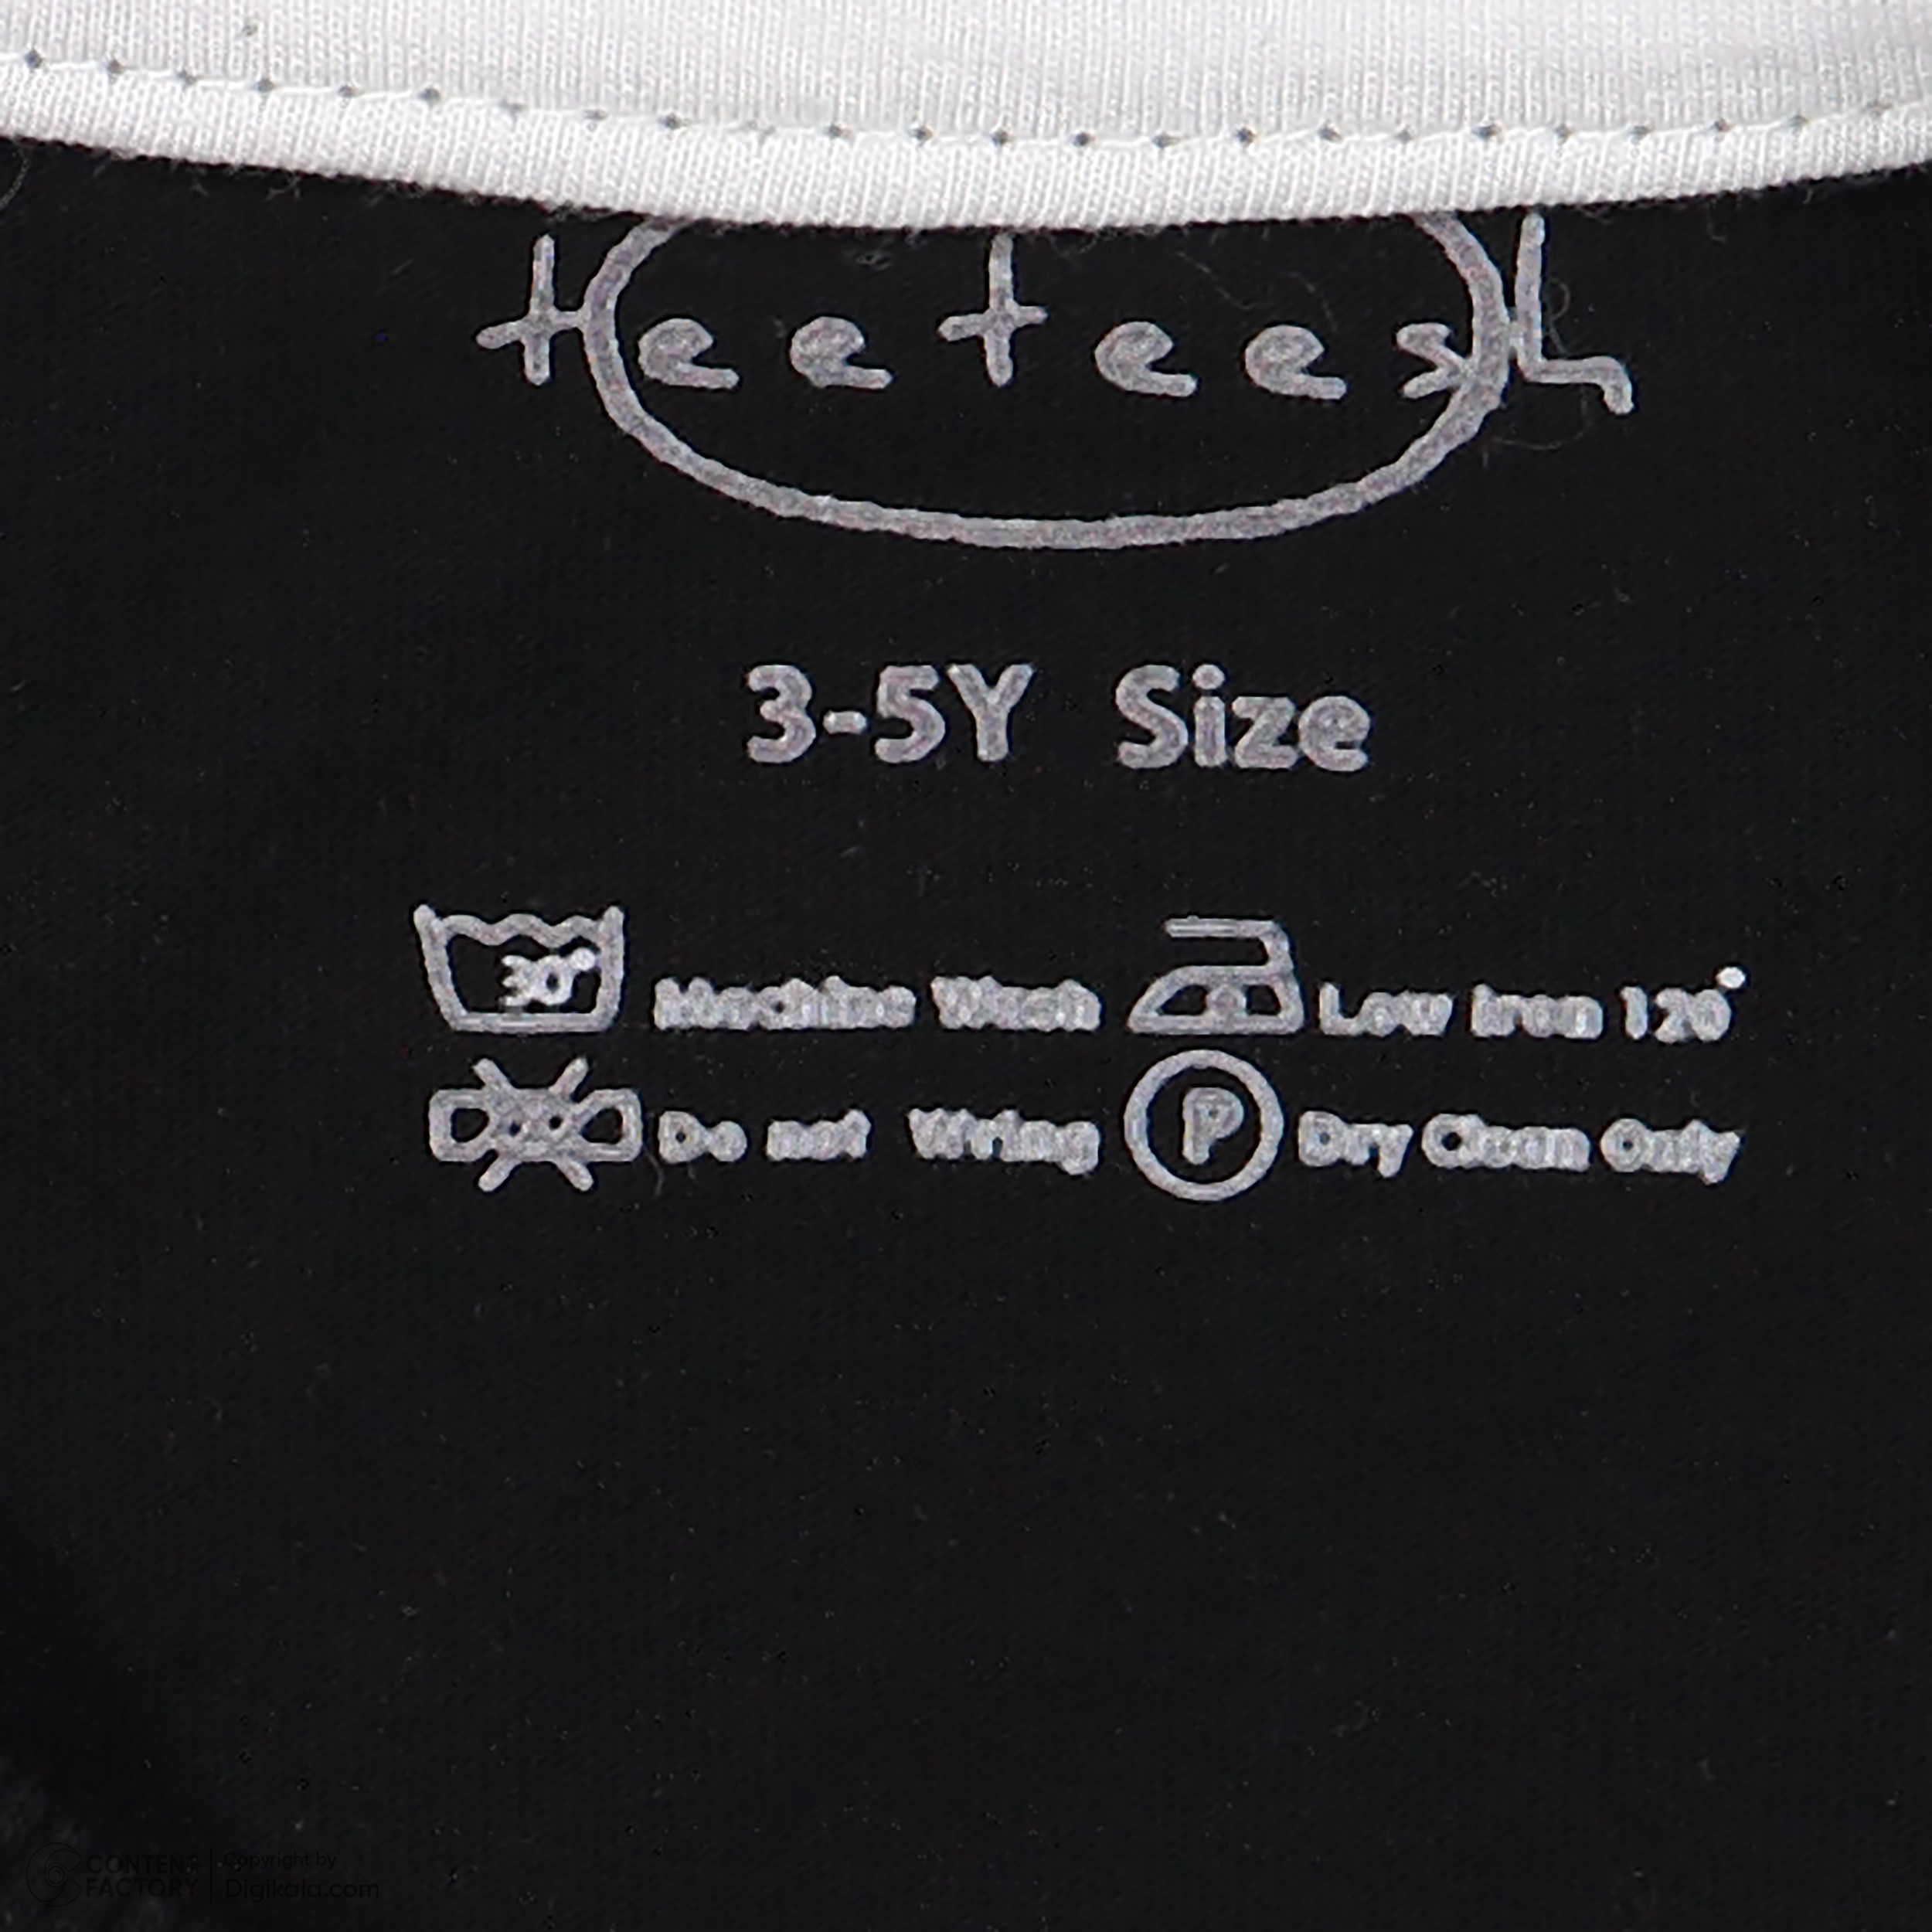 teeteesh
3-5Y Size
30° Machine Wash Low Iron 120°
Do not Wring P Dry Clean Only
CONTENT FACTORY
Copyright by
Digikala.com